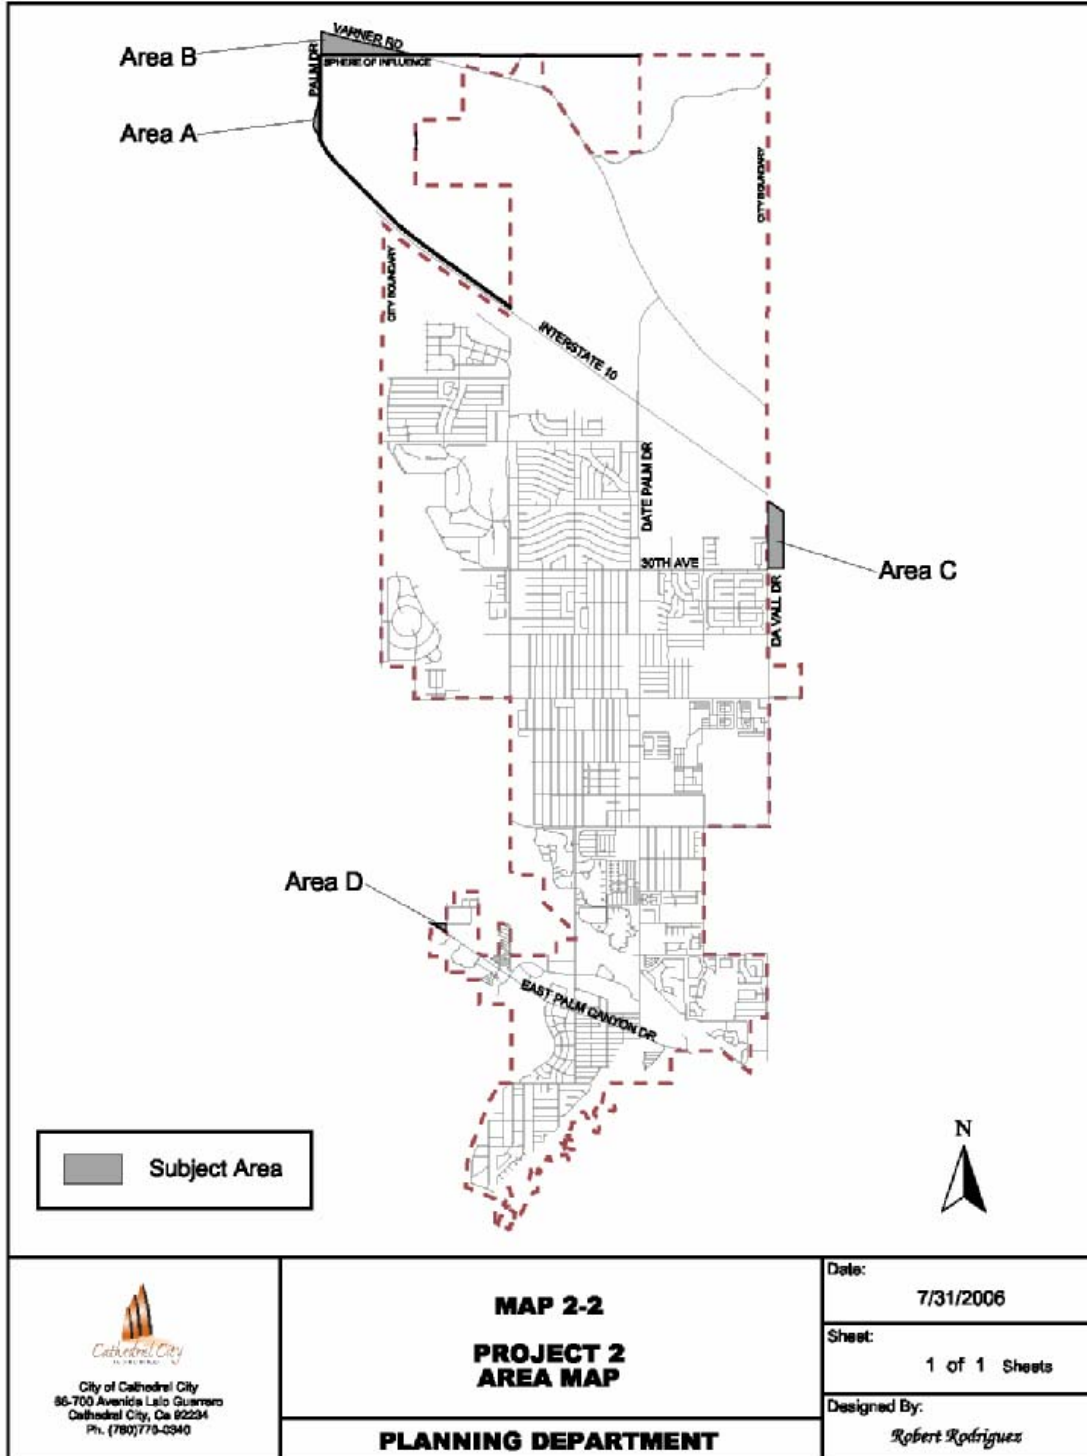 Area B
VARNER RD
PALM DR
SPHERE OF INFLUENCE
Area A
CITY BOUNDARY
CITY BOUNDARY
INTERSTATE 10
DATE PALM DR
30TH AVE
Area C
DA VALL DR
Area D
EAST PALM CANYON DR
Subject Area
N
Cathedral City
City of Cathedral City
68-700 Avenida Lalo Guerrero
Cathedral City, Ca 92234
Ph. (760)770-0340
MAP 2-2
PROJECT 2
AREA MAP
PLANNING DEPARTMENT
Date:
7/31/2006
Sheet:
1 of 1 Sheets
Designed By:
Robert Rodriguez